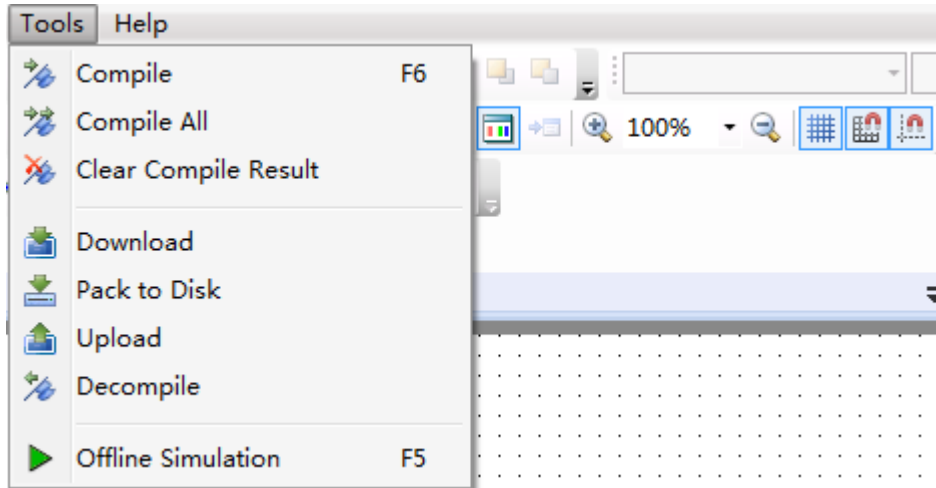 Tools Help
Compile F6
Compile All
Clear Compile Result
Download
Pack to Disk
Upload
Decompile
Offline Simulation F5
100%